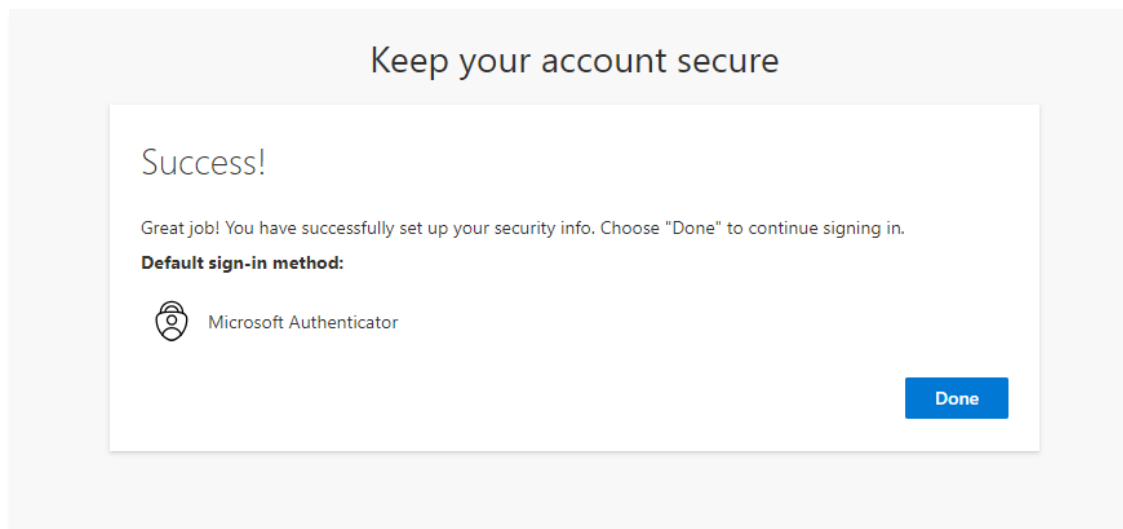 Keep your account secure
Success!
Great job! You have successfully set up your security info. Choose "Done" to continue signing in.
Default sign-in method:
Microsoft Authenticator
Done